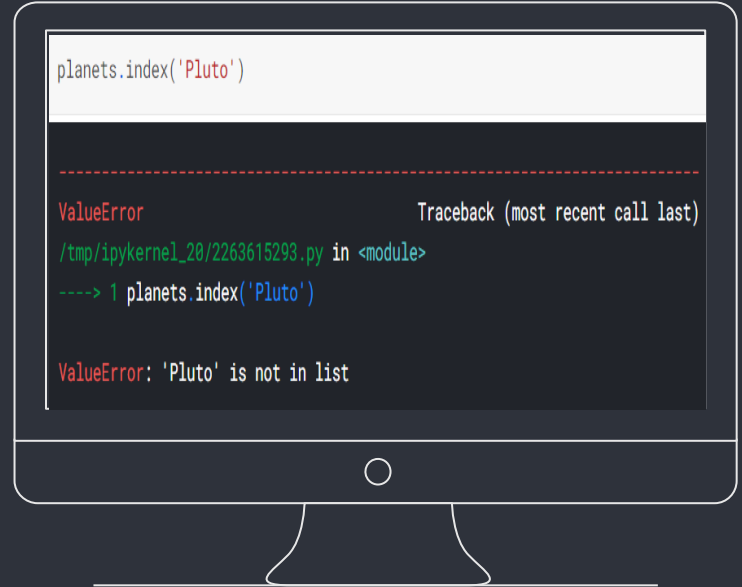 planets.index('Pluto')
---------------------------------------------------------------------------
ValueError                                Traceback (most recent call last)
/tmp/ipykernel_20/2263615293.py in <module>
----> 1 planets.index('Pluto')
ValueError: 'Pluto' is not in list